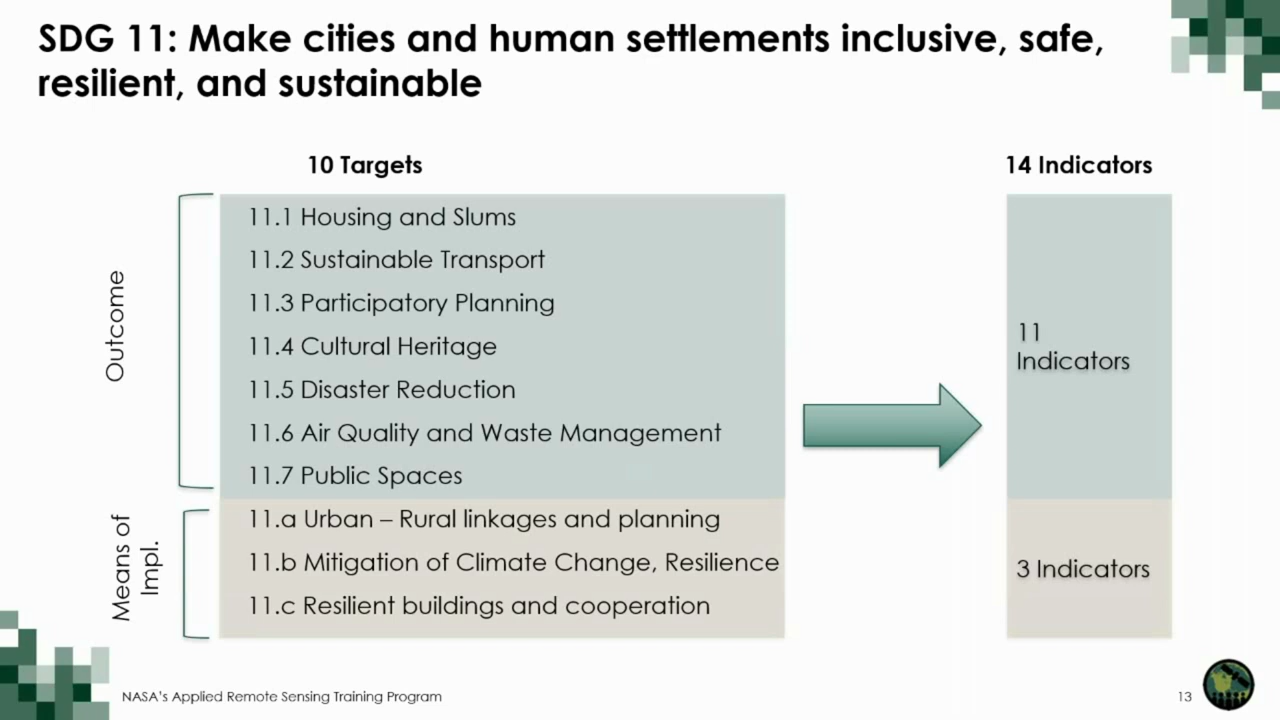 SDG 11: Make cities and human settlements inclusive, safe,
resilient, and sustainable
10 Targets
14 Indicators
Outcome
11.1 Housing and Slums
11.2 Sustainable Transport
11.3 Participatory Planning
11.4 Cultural Heritage
11.5 Disaster Reduction
11.6 Air Quality and Waste Management
11.7 Public Spaces
11
Indicators
Means of
Impl.
11.a Urban – Rural linkages and planning
11.b Mitigation of Climate Change, Resilience
11.c Resilient buildings and cooperation
3 Indicators
NASA's Applied Remote Sensing Training Program
13